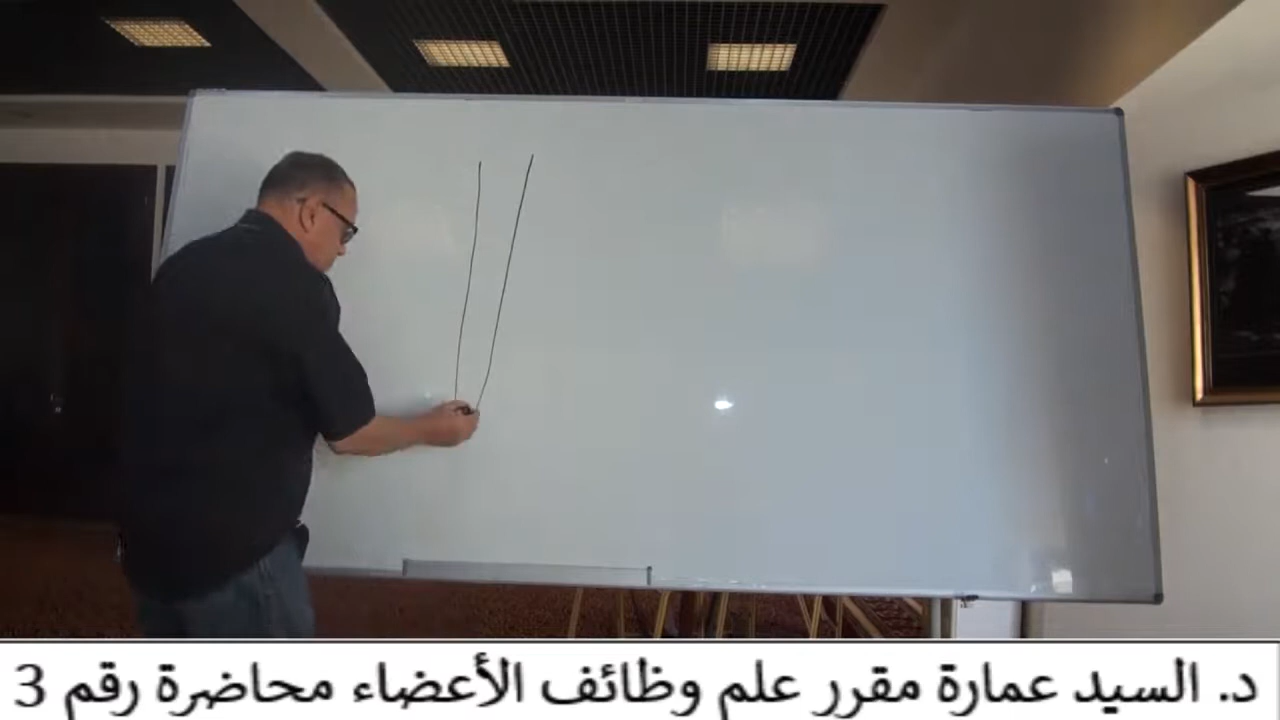 د. السيد عمارة مقرر علم وظائف الأعضاء محاضرة رقم 3